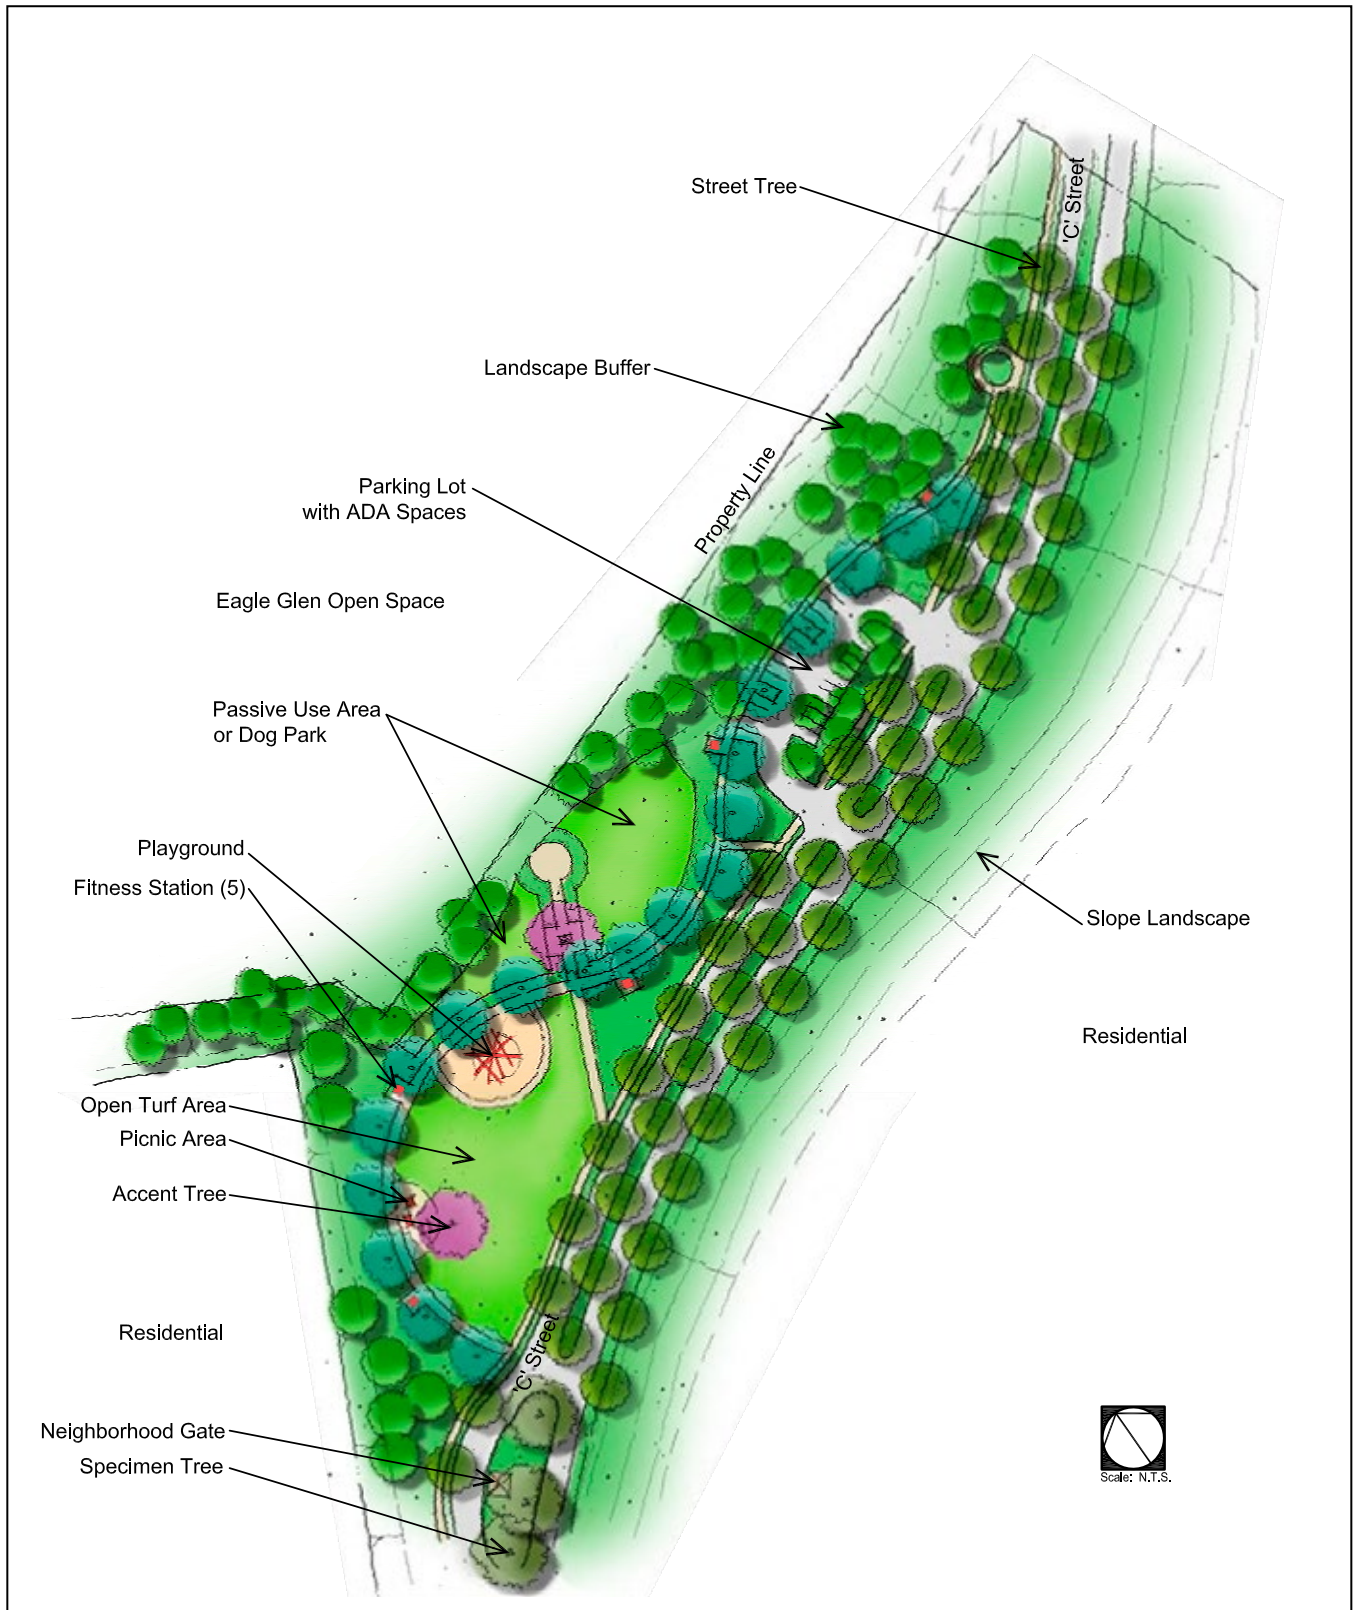 'C' Street
Street Tree
Landscape Buffer
Property Line
Parking Lot
with ADA Spaces
Eagle Glen Open Space
Passive Use Area
or Dog Park
Playground
Fitness Station (5)
Slope Landscape
Residential
Open Turf Area
Picnic Area
Accent Tree
Residential
'C' Street
Neighborhood Gate
Specimen Tree
Scale: N.T.S.